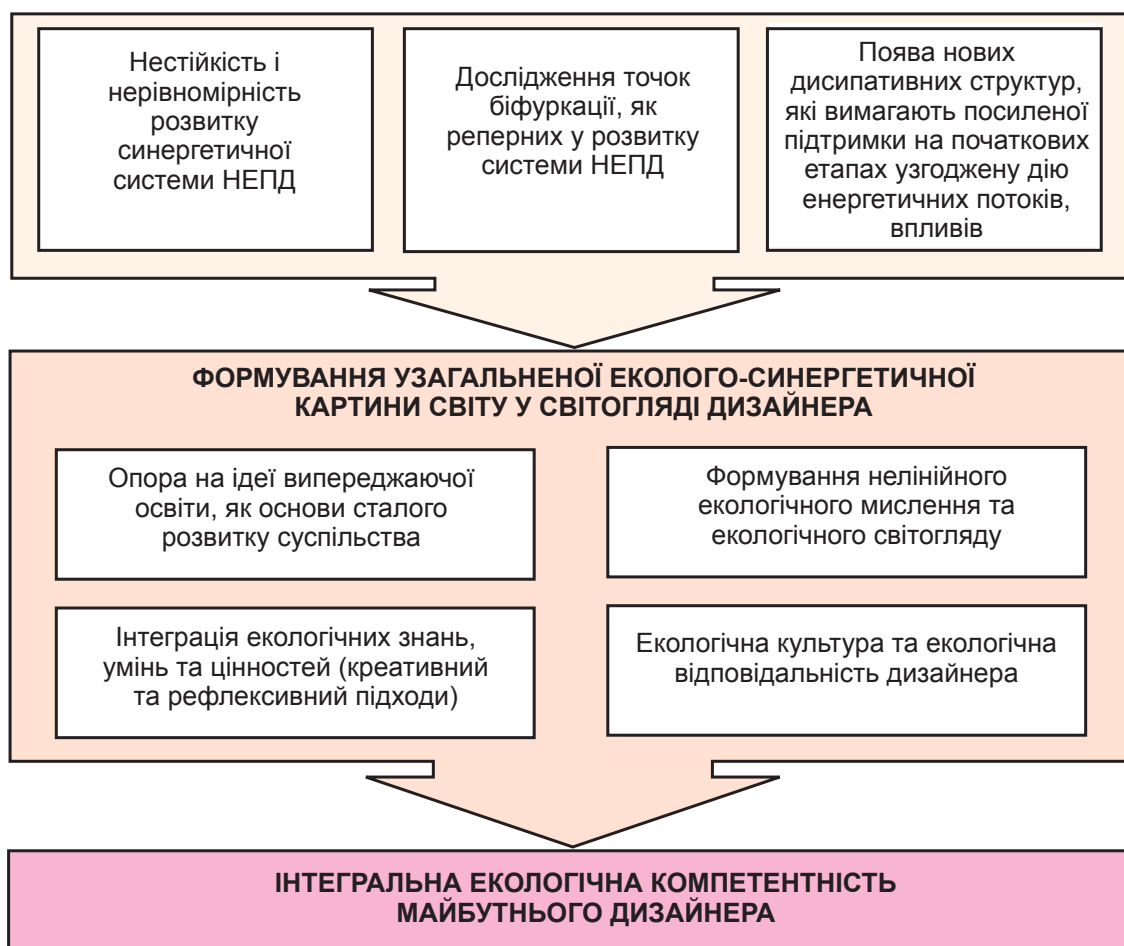 Нестійкість і
нерівномірність
розвитку
синергетичної
системи НЕПД
Дослідження точок
біфуркації, як
реперних у розвитку
системи НЕПД
Поява нових
дисипативних структур,
які вимагають посиленої
підтримки на початкових
етапах узгоджену дію
енергетичних потоків,
впливів
ФОРМУВАННЯ УЗАГАЛЬНЕНОЇ ЕКОЛОГО-СИНЕРГЕТИЧНОЇ
КАРТИНИ СВІТУ У СВІТОГЛЯДІ ДИЗАЙНЕРА
Опора на ідеї випереджаючої
освіти, як основи сталого
розвитку суспільства
Формування нелінійного
екологічного мислення та
екологічного світогляду
Інтеграція екологічних знань,
умінь та цінностей (креативний
та рефлексивний підходи)
Екологічна культура та екологічна
відповідальність дизайнера
ІНТЕГРАЛЬНА ЕКОЛОГІЧНА КОМПЕТЕНТНІСТЬ
МАЙБУТНЬОГО ДИЗАЙНЕРА